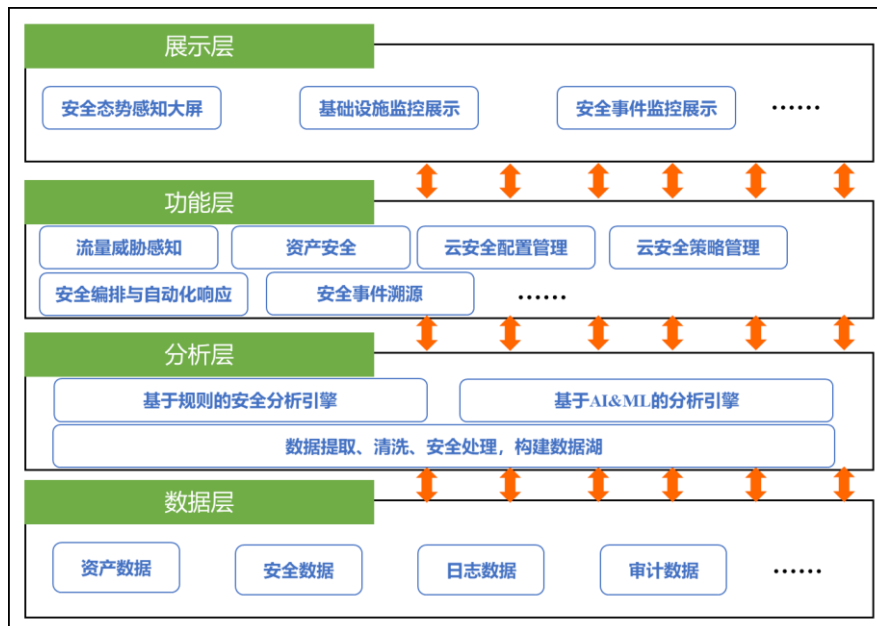 展示层
安全态势感知大屏 基础设施监控展示 安全事件监控展示 ······
功能层
流量威胁感知 资产安全 云安全配置管理 云安全策略管理
安全编排与自动化响应 安全事件溯源 ······
分析层
基于规则的安全分析引擎 基于AI&ML的分析引擎
数据提取、清洗、安全处理，构建数据湖
数据层
资产数据 安全数据 日志数据 审计数据 ······